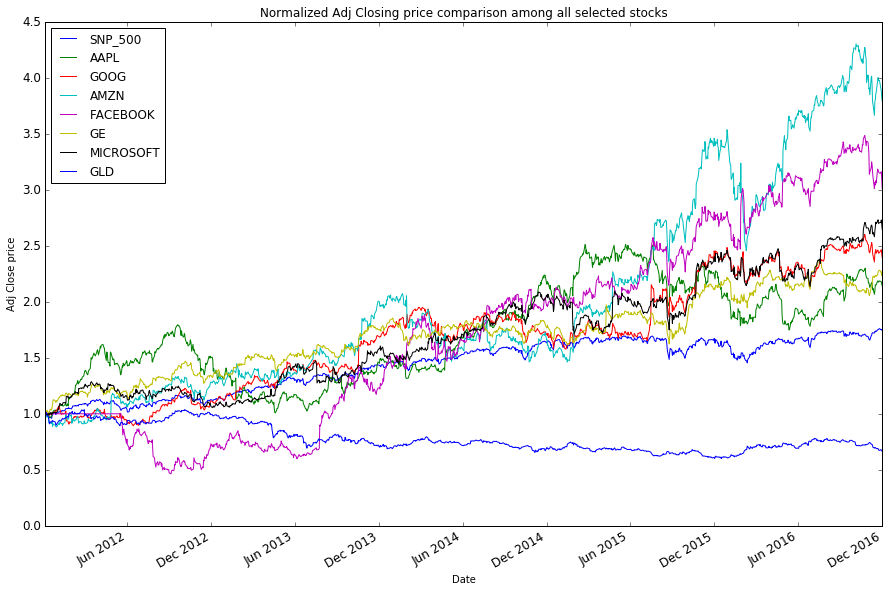 Normalized Adj Closing price comparison among all selected stocks
4.5
4.0
3.5
3.0
2.5
2.0
1.5
1.0
0.5
0.0
Adj Close price
SNP_500
AAPL
GOOG
AMZN
FACEBOOK
GE
MICROSOFT
GLD
Jun 2012
Dec 2012
Jun 2013
Dec 2013
Jun 2014
Dec 2014
Jun 2015
Dec 2015
Jun 2016
Dec 2016
Date